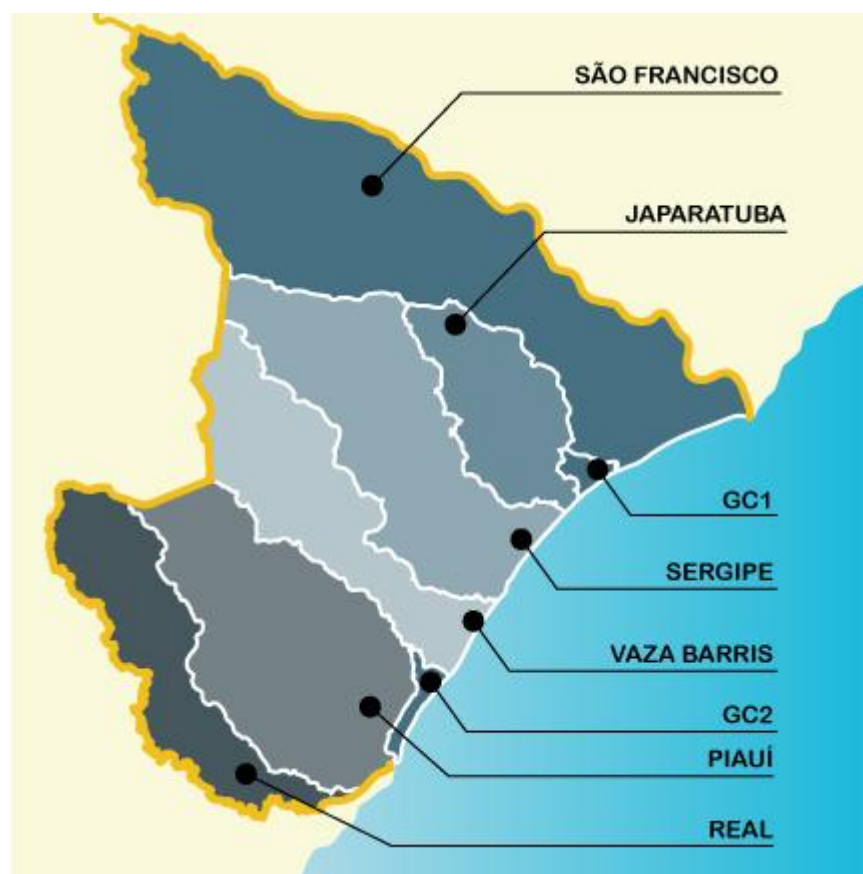 SÃO FRANCISCO
JAPARATUBA
GC1
SERGIPE
VAZA BARRIS
GC2
PIAUÍ
REAL